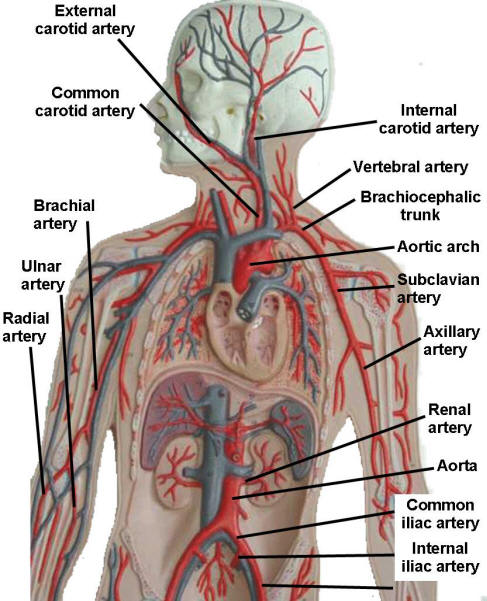 External
carotid artery
Common
carotid artery
Internal
carotid artery
Vertebral artery
Brachiocephalic
trunk
Brachial
artery
Aortic arch
Ulnar
artery
Subclavian
artery
Radial
artery
Axillary
artery
Renal
artery
Aorta
Common
iliac artery
Internal
iliac artery